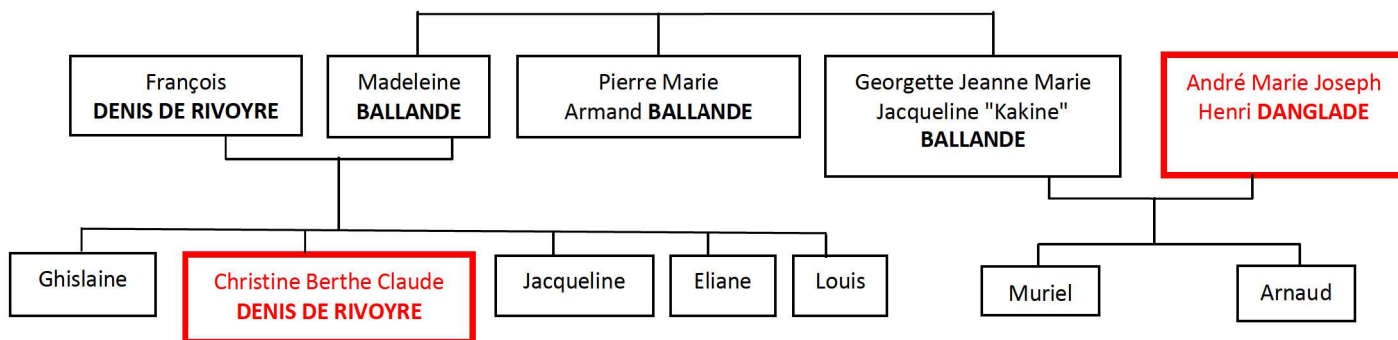 François
DENIS DE RIVOYRE
Madeleine
BALLANDE
Pierre Marie
Armand BALLANDE
Georgette Jeanne Marie
Jacqueline "Kakine"
BALLANDE
André Marie Joseph
Henri DANGLADE
Ghislaine
Christine Berthe Claude
DENIS DE RIVOYRE
Jacqueline
Eliane
Louis
Muriel
Arnaud